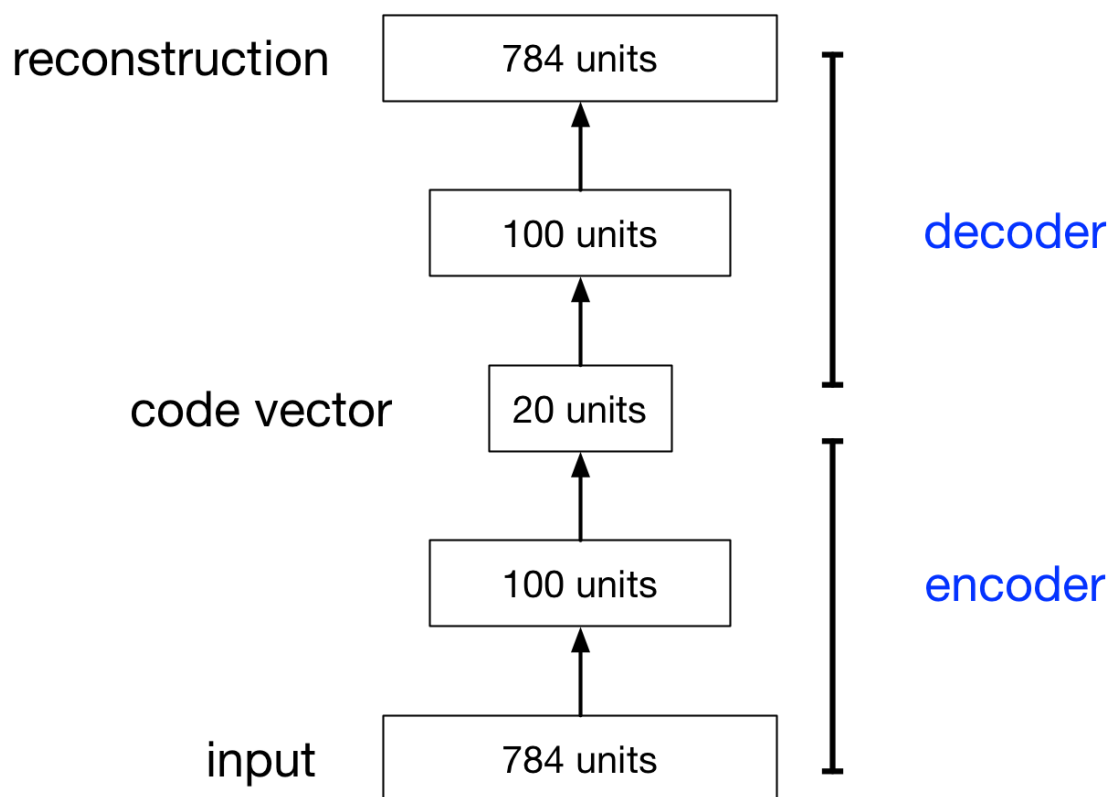 reconstruction
784 units
100 units
decoder
code vector
20 units
100 units
encoder
input
784 units